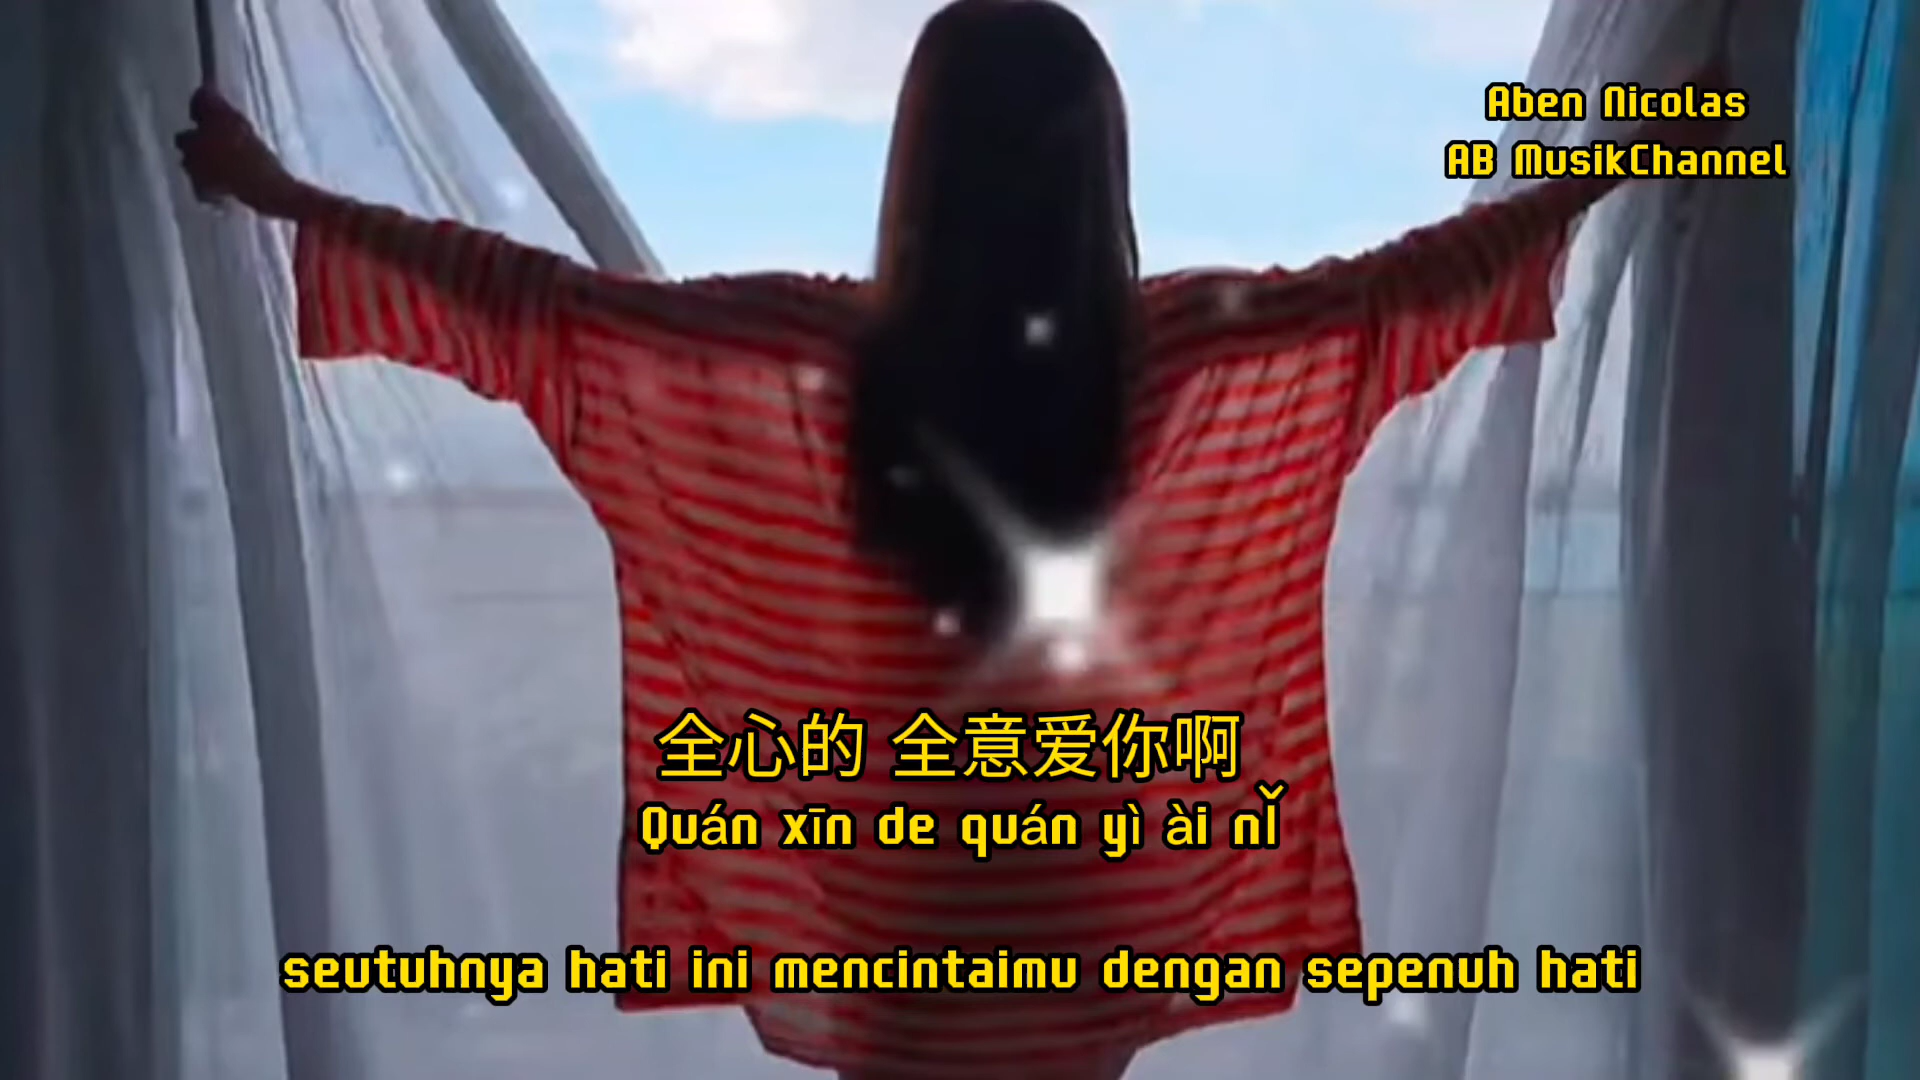 Aben Nicolas
AB MusikChannel
全心的 全意爱你啊
Quán xīn de quán yì ài nǐ
seutuhnya hati ini mencintaimu dengan sepenuh hati